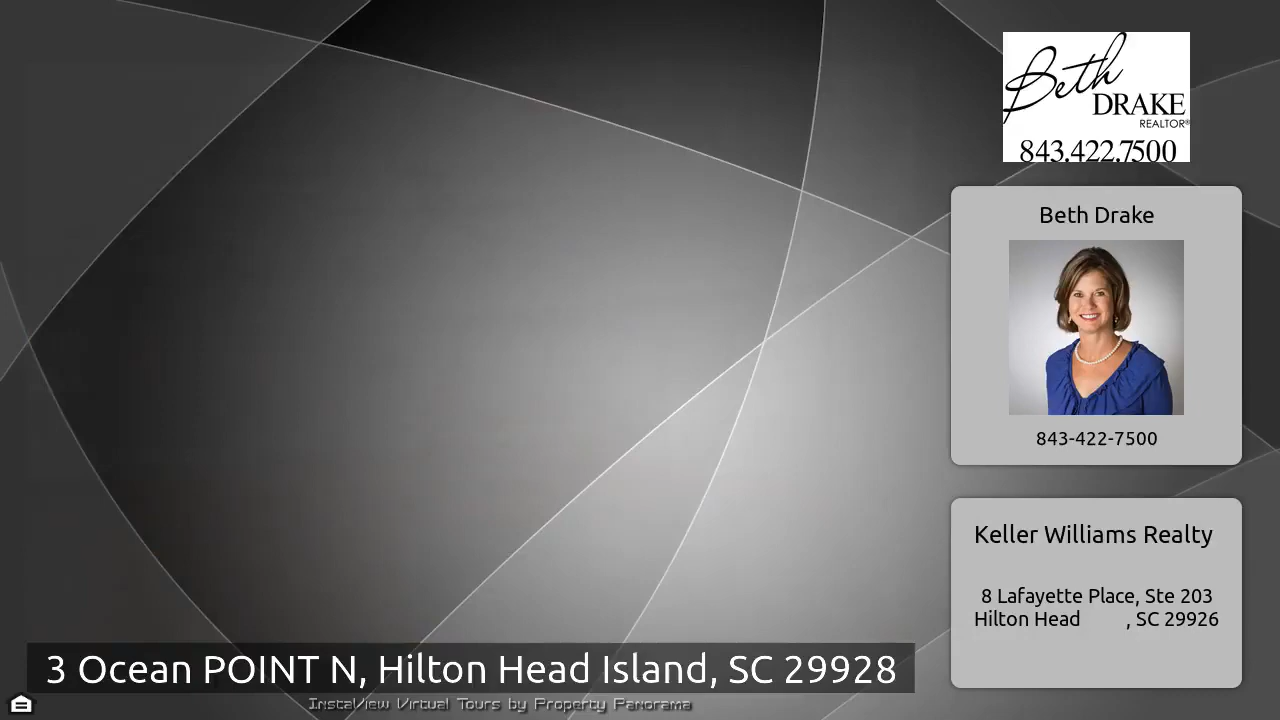 Beth
DRAKE
REALTOR®
843.422.7500
Beth Drake
843-422-7500
Keller Williams Realty
8 Lafayette Place, Ste 203
Hilton Head , SC 29926
3 Ocean POINT N, Hilton Head Island, SC 29928
InstaView Virtual Tours by Property Panorama